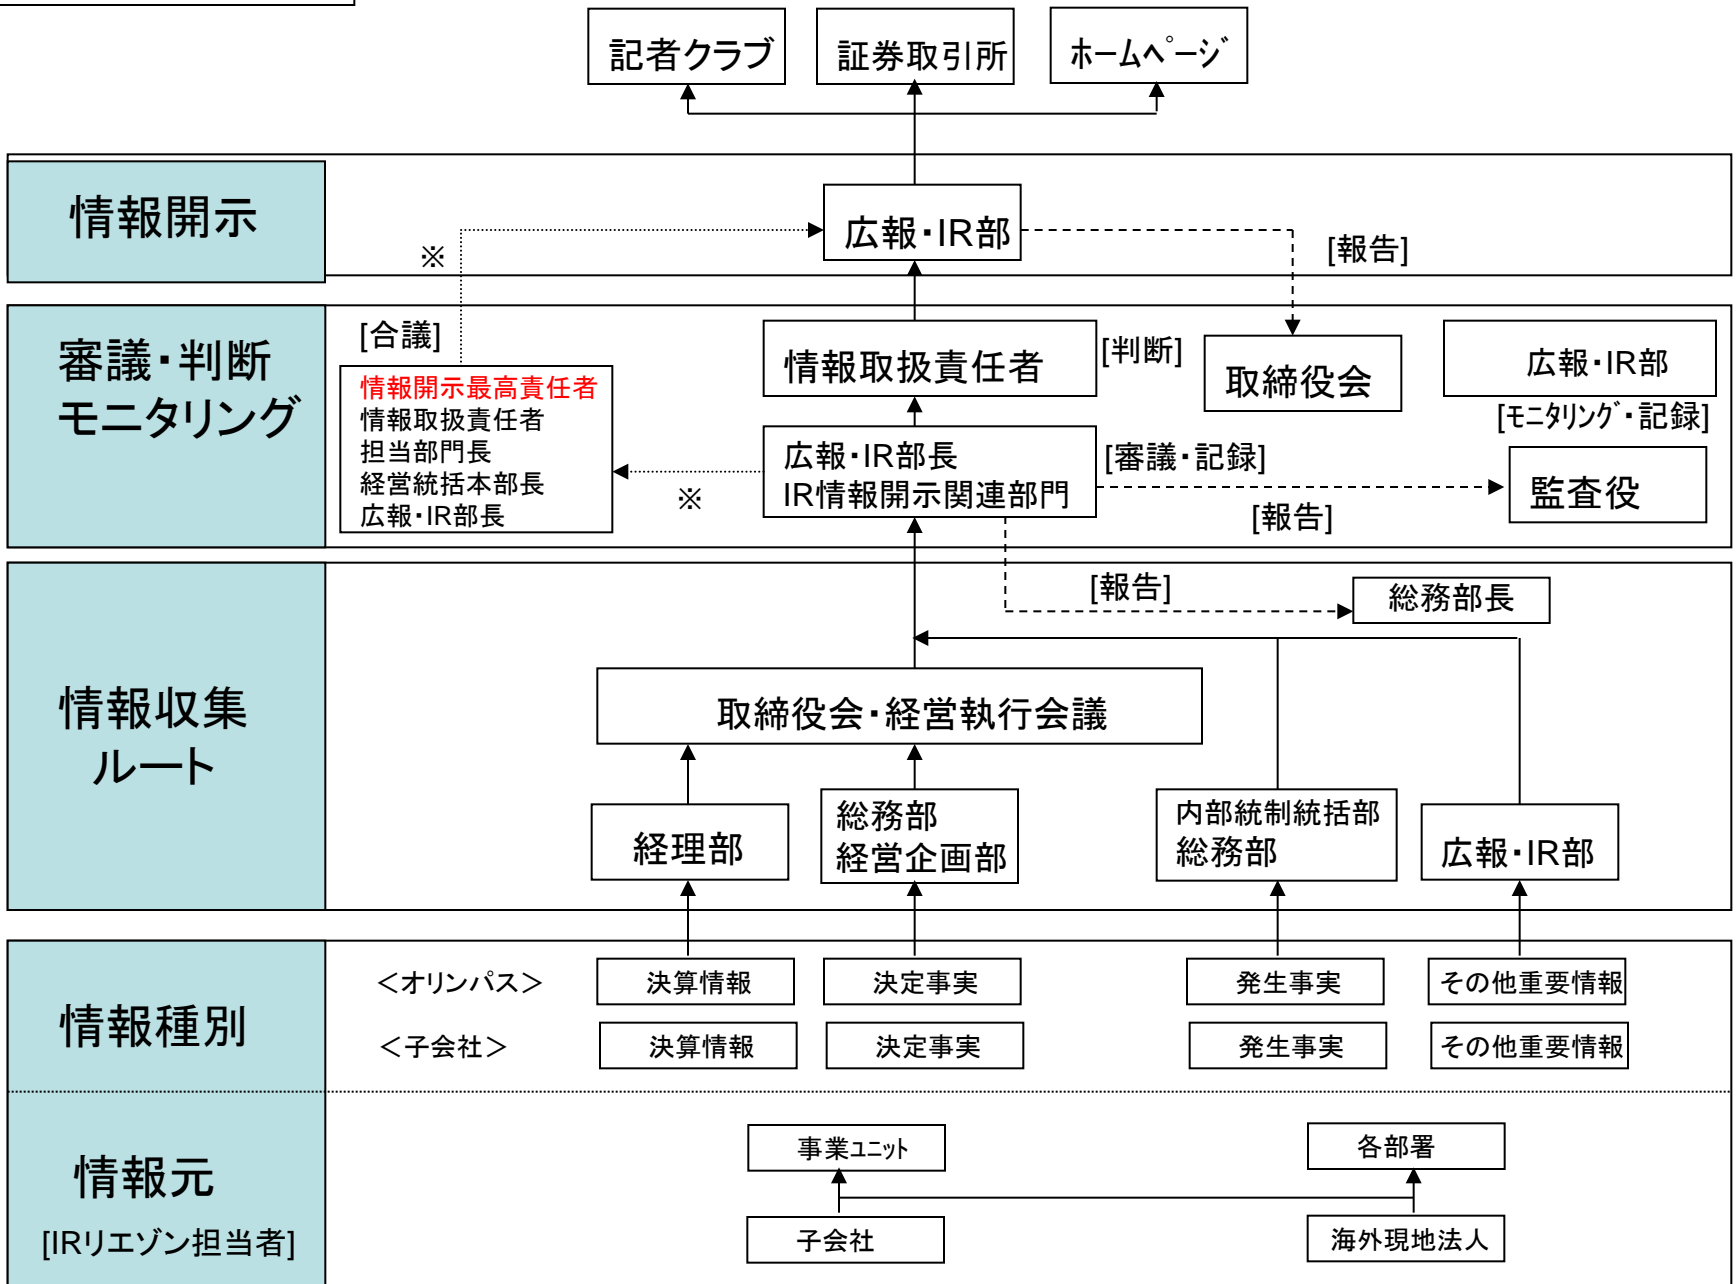 記者クラブ
証券取引所
ﾎｰﾑﾍﾟｰｼﾞ
情報開示
広報・IR部
※
[報告]
審議・判断
モニタリング
[合議]
情報開示最高責任者
情報取扱責任者
担当部門長
経営統括本部長
広報・IR部長
情報取扱責任者
[判断]
取締役会
広報・IR部
[ﾓﾆﾀﾘﾝｸﾞ・記録]
※
広報・IR部長
IR情報開示関連部門
[審議・記録]
[報告]
監査役
情報収集
ルート
[報告]
総務部長
取締役会・経営執行会議
経理部
総務部
経営企画部
内部統制統括部
総務部
広報・IR部
情報種別
＜オリンパス＞
決算情報
決定事実
発生事実
その他重要情報
＜子会社＞
決算情報
決定事実
発生事実
その他重要情報
情報元
[IRリエゾン担当者]
事業ﾕﾆｯﾄ
各部署
子会社
海外現地法人